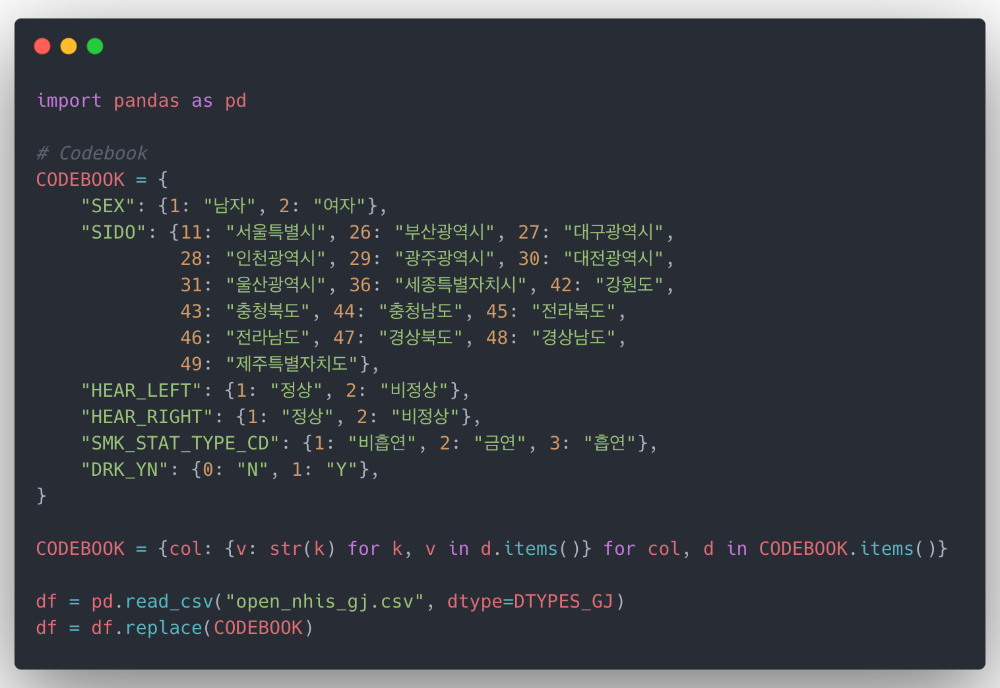 import pandas as pd
# Codebook
CODEBOOK = {
    "SEX": {1: "남자", 2: "여자"},
    "SIDO": {11: "서울특별시", 26: "부산광역시", 27: "대구광역시",
             28: "인천광역시", 29: "광주광역시", 30: "대전광역시",
             31: "울산광역시", 36: "세종특별자치시", 42: "강원도",
             43: "충청북도", 44: "충청남도", 45: "전라북도",
             46: "전라남도", 47: "경상북도", 48: "경상남도",
             49: "제주특별자치도"},
    "HEAR_LEFT": {1: "정상", 2: "비정상"},
    "HEAR_RIGHT": {1: "정상", 2: "비정상"},
    "SMK_STAT_TYPE_CD": {1: "비흡연", 2: "금연", 3: "흡연"},
    "DRK_YN": {0: "N", 1: "Y"},
}
CODEBOOK = {col: {v: str(k) for k, v in d.items()} for col, d in CODEBOOK.items()}
df = pd.read_csv("open_nhis_gj.csv", dtype=DTYPES_GJ)
df = df.replace(CODEBOOK)